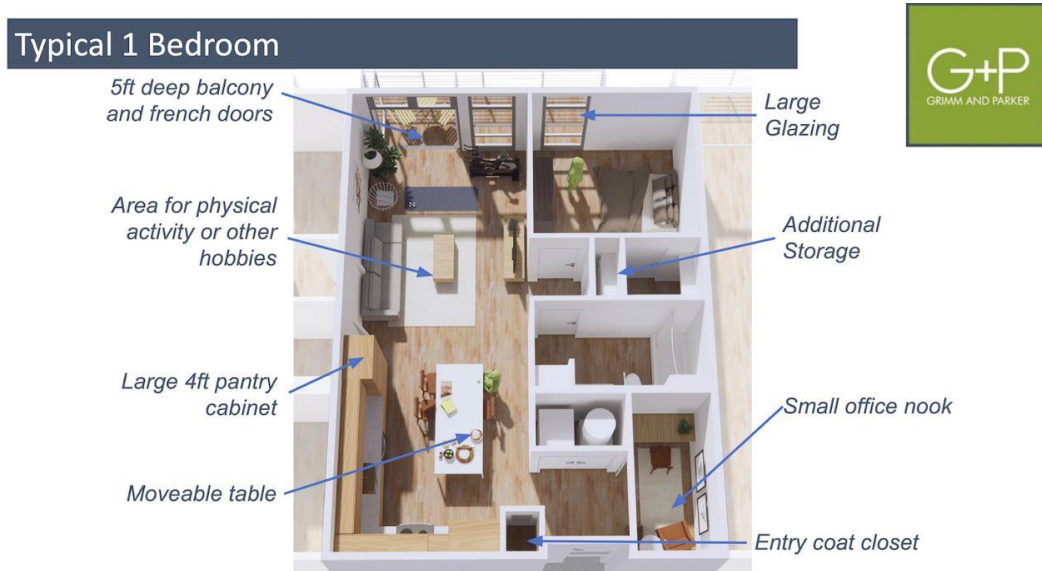 Typical 1 Bedroom
G+P
GRIMM AND PARKER
5ft deep balcony
and french doors
Large
Glazing
Area for physical
activity or other
hobbies
Additional
Storage
Large 4ft pantry
cabinet
Small office nook
Moveable table
Entry coat closet